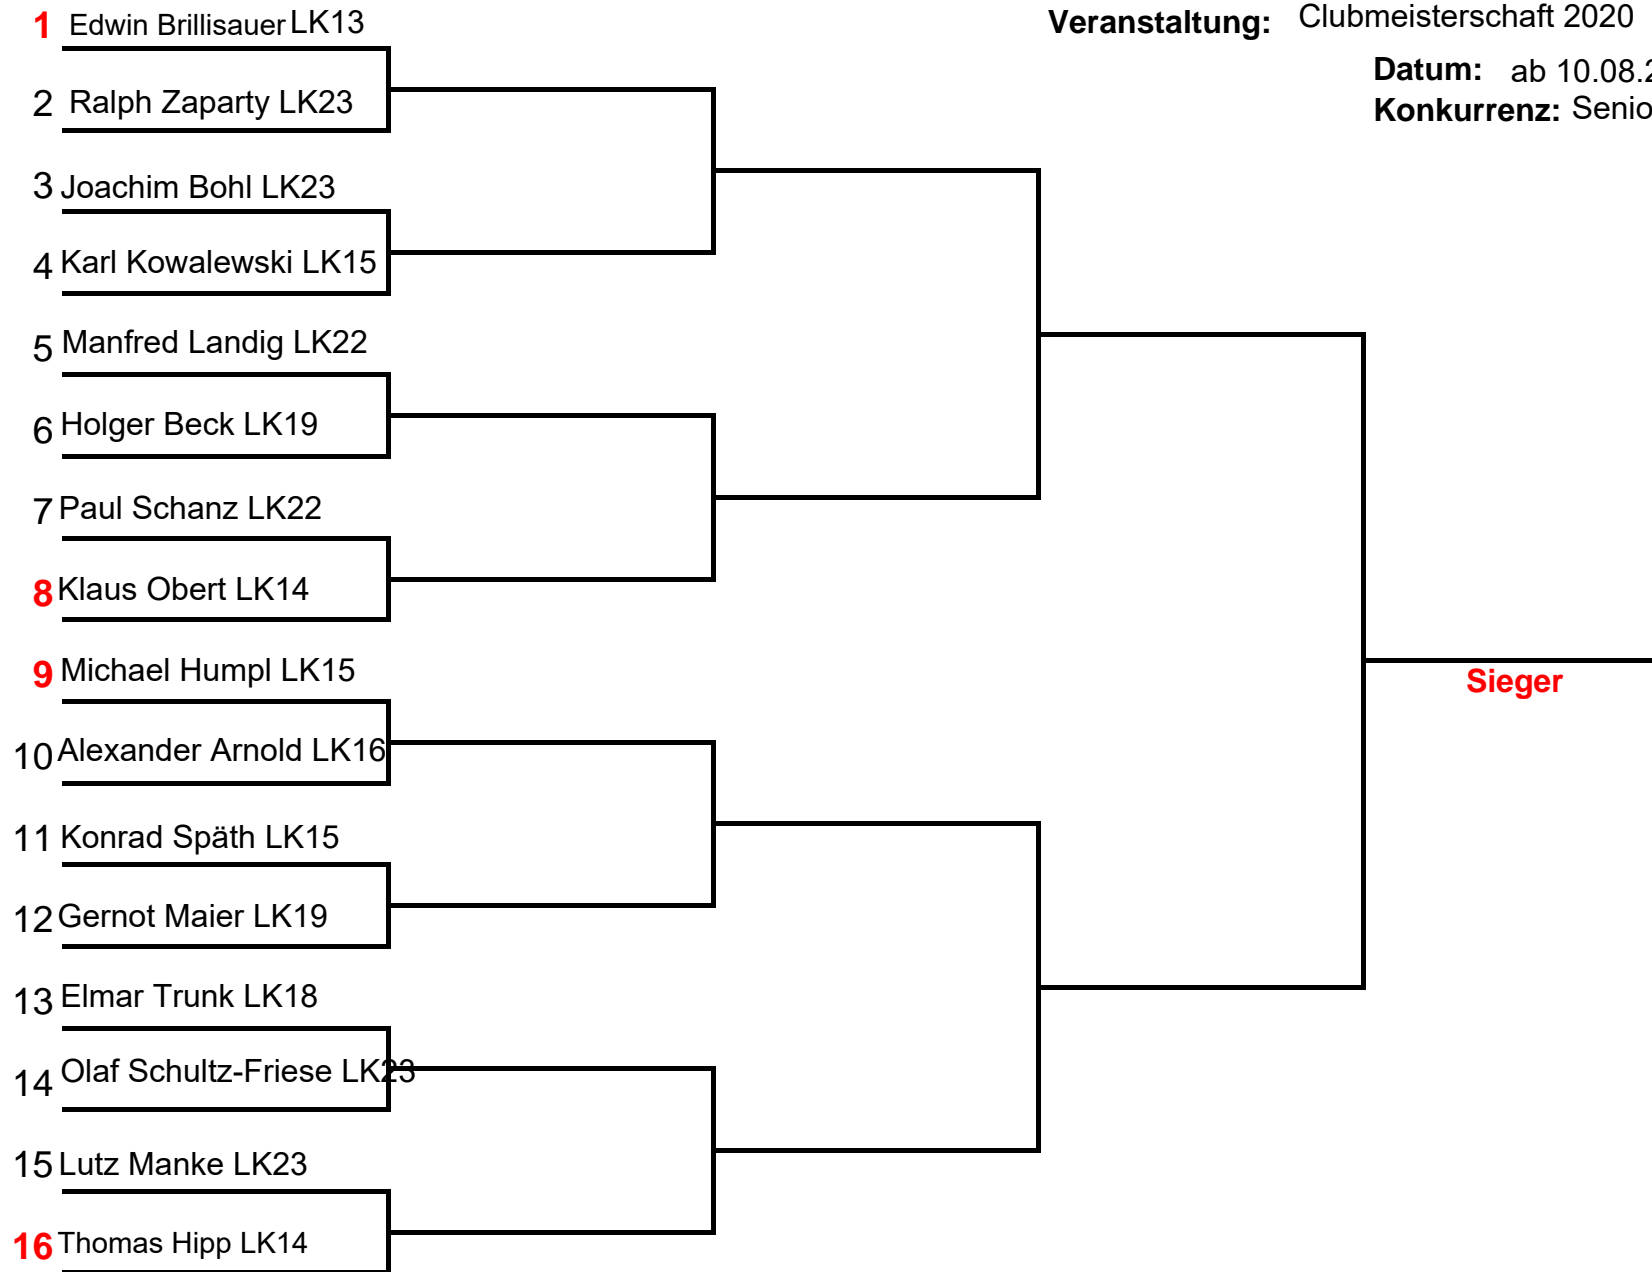 1 Edwin Brillisauer LK13
Veranstaltung: Clubmeisterschaft 2020
Datum: ab 10.08.2
Konkurrenz: Senio
2 Ralph Zaparty LK23
3 Joachim Bohl LK23
4 Karl Kowalewski LK15
5 Manfred Landig LK22
6 Holger Beck LK19
7 Paul Schanz LK22
8 Klaus Obert LK14
9 Michael Humpl LK15
Sieger
10 Alexander Arnold LK16
11 Konrad Späth LK15
12 Gernot Maier LK19
13 Elmar Trunk LK18
14 Olaf Schultz-Friese LK23
15 Lutz Manke LK23
16 Thomas Hipp LK14